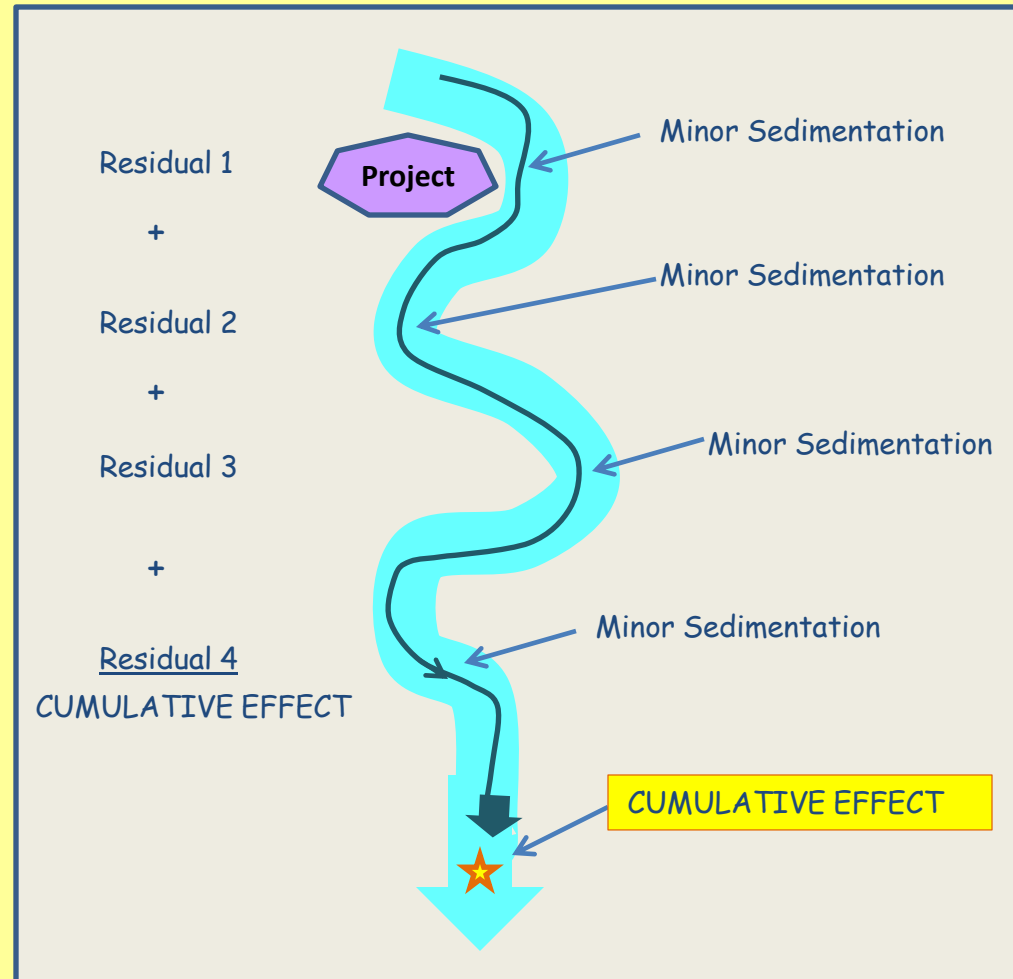 Minor Sedimentation
Residual 1
Project
+
Minor Sedimentation
Residual 2
+
Minor Sedimentation
Residual 3
+
Minor Sedimentation
Residual 4
CUMULATIVE EFFECT
CUMULATIVE EFFECT